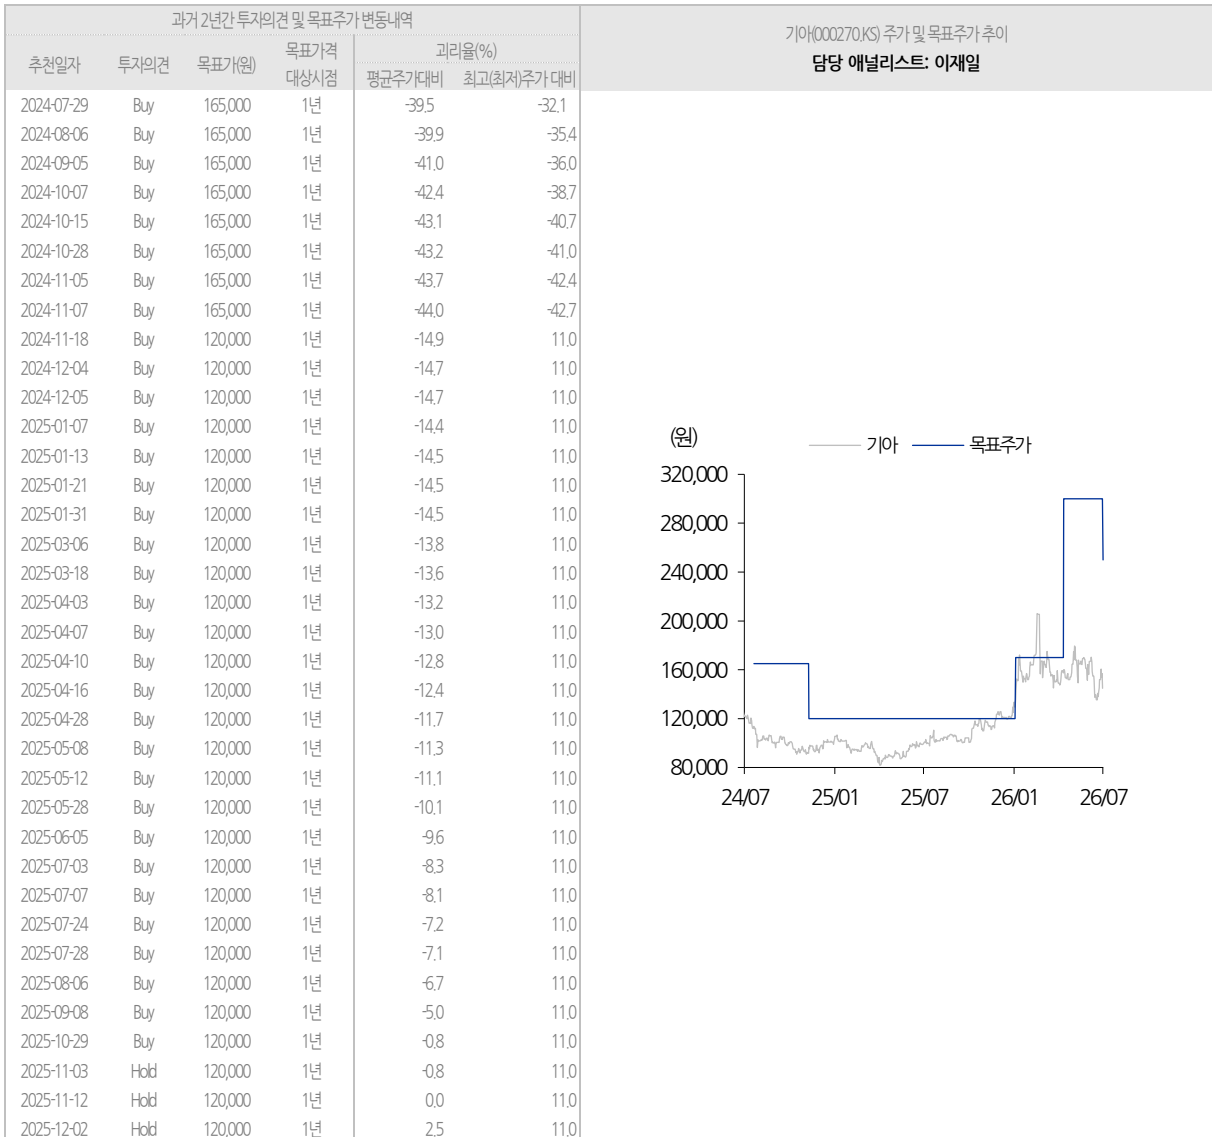 과거 2년간 투자의견 및 목표주가 변동내역
추천일자 투자의견 목표가(원) 목표가격 대상시점 괴리율(%)
평균주가대비 최고(최저)주가 대비
2024-07-29 Buy 165,000 1년 -39.5 -32.1
2024-08-06 Buy 165,000 1년 -39.9 -35.4
2024-09-05 Buy 165,000 1년 -41.0 -36.0
2024-10-07 Buy 165,000 1년 -42.4 -38.7
2024-10-15 Buy 165,000 1년 -43.1 -40.7
2024-10-28 Buy 165,000 1년 -43.2 -41.0
2024-11-05 Buy 165,000 1년 -43.7 -42.4
2024-11-07 Buy 165,000 1년 -44.0 -42.7
2024-11-18 Buy 120,000 1년 -14.9 11.0
2024-12-04 Buy 120,000 1년 -14.7 11.0
2024-12-05 Buy 120,000 1년 -14.7 11.0
2025-01-07 Buy 120,000 1년 -14.4 11.0
2025-01-13 Buy 120,000 1년 -14.5 11.0
2025-01-21 Buy 120,000 1년 -14.5 11.0
2025-01-31 Buy 120,000 1년 -14.5 11.0
2025-03-06 Buy 120,000 1년 -13.8 11.0
2025-03-18 Buy 120,000 1년 -13.6 11.0
2025-04-03 Buy 120,000 1년 -13.2 11.0
2025-04-07 Buy 120,000 1년 -13.0 11.0
2025-04-10 Buy 120,000 1년 -12.8 11.0
2025-04-16 Buy 120,000 1년 -12.4 11.0
2025-04-28 Buy 120,000 1년 -11.7 11.0
2025-05-08 Buy 120,000 1년 -11.3 11.0
2025-05-12 Buy 120,000 1년 -11.1 11.0
2025-05-28 Buy 120,000 1년 -10.1 11.0
2025-06-05 Buy 120,000 1년 -9.6 11.0
2025-07-03 Buy 120,000 1년 -8.3 11.0
2025-07-07 Buy 120,000 1년 -8.1 11.0
2025-07-24 Buy 120,000 1년 -7.2 11.0
2025-07-28 Buy 120,000 1년 -7.1 11.0
2025-08-06 Buy 120,000 1년 -6.7 11.0
2025-09-08 Buy 120,000 1년 -5.0 11.0
2025-10-29 Buy 120,000 1년 -0.8 11.0
2025-11-03 Hold 120,000 1년 -0.8 11.0
2025-11-12 Hold 120,000 1년 0.0 11.0
2025-12-02 Hold 120,000 1년 2.5 11.0
기아(000270.KS) 주가 및 목표주가 추이
담당 애널리스트: 이재일
(원)
기아 목표주가
320,000
280,000
240,000
200,000
160,000
120,000
80,000
24/07 25/01 25/07 26/01 26/07